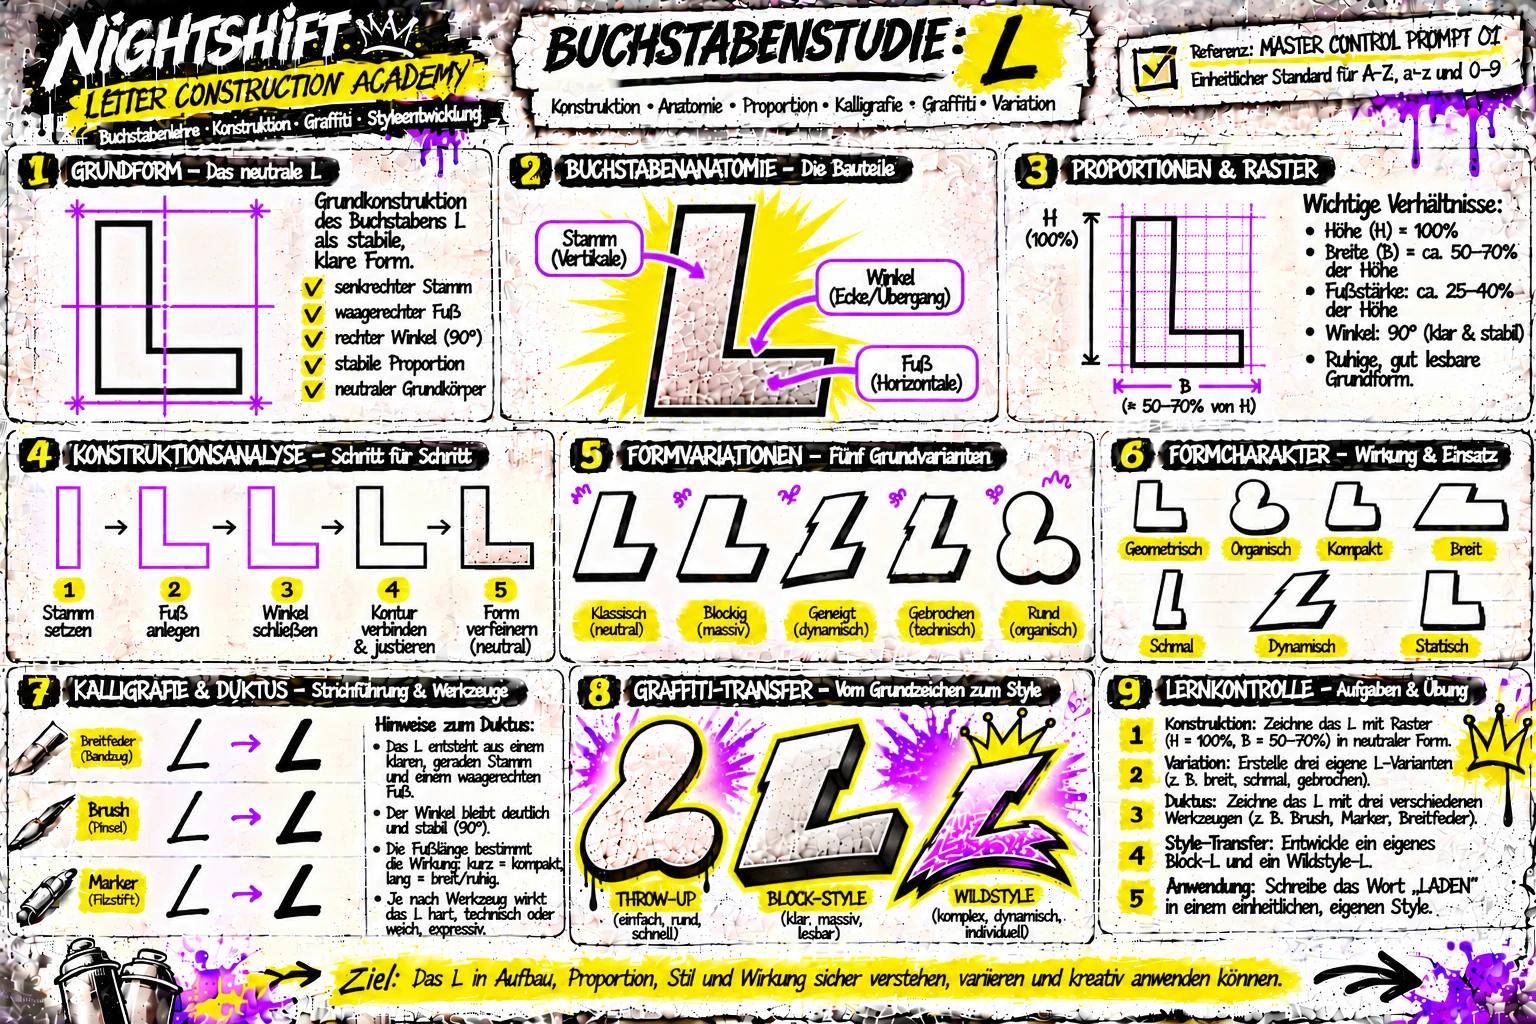 NiGHTSHiFT
LETTER CONSTRUCTION ACADEMY
Buchstabenlehre • Konstruktion • Graffiti • Styleentwicklung
BUCHSTABENSTUDIE: L
Konstruktion • Anatomie • Proportion • Kalligrafie • Graffiti • Variation
Referenz: MASTER CONTROL PROMPT 01
Einheitlicher Standard für A-Z, a-z und 0-9
1 GRUNDFORM – Das neutrale L
Grundkonstruktion
des Buchstabens L
als stabile,
klare Form.
senkrechter Stamm
waagerechter Fuß
rechter Winkel (90°)
stabile Proportion
neutraler Grundkörper
2 BUCHSTABENANATOMIE – Die Bauteile
Stamm
(Vertikale)
Winkel
(Ecke/Übergang)
Fuß
(Horizontale)
3 PROPORTIONEN & RASTER
H
(100%)
B
(≈ 50–70% von H)
Wichtige Verhältnisse:
• Höhe (H) = 100%
• Breite (B) = ca. 50–70%
der Höhe
• Fußstärke: ca. 25–40%
der Höhe
• Winkel: 90° (klar & stabil)
• Ruhige, gut lesbare
Grundform.
4 KONSTRUKTIONSANALYSE – Schritt für Schritt
1
Stamm
setzen
2
Fuß
anlegen
3
Winkel
schließen
4
Kontur
verbinden
& justieren
5
Form
verfeinern
(neutral)
5 FORMVARIATIONEN – Fünf Grundvarianten
Klassisch
(neutral)
Blockig
(massiv)
Geneigt
(dynamisch)
Gebrochen
(technisch)
Rund
(organisch)
6 FORMCHARAKTER – Wirkung & Einsatz
Geometrisch
Organisch
Kompakt
Breit
Schmal
Dynamisch
Statisch
7 KALLIGRAFIE & DUKTUS – Strichführung & Werkzeuge
Breitfeder
(Bandzug)
L → L
Brush
(Pinsel)
L → L
Marker
(Filzstift)
L → L
Hinweise zum Duktus:
• Das L entsteht aus einem
klaren, geraden Stamm
und einem waagerechten
Fuß.
• Der Winkel bleibt deutlich
und stabil (90°).
• Die Fußlänge bestimmt
die Wirkung: kurz = kompakt,
lang = breit/ruhig.
• Je nach Werkzeug wirkt
das L hart, technisch oder
weich, expressiv.
8 GRAFFITI-TRANSFER – Vom Grundzeichen zum Style
THROW-UP
(einfach, rund,
schnell)
BLOCK-STYLE
(klar, massiv,
lesbar)
WILDSTYLE
(komplex, dynamisch,
individuell)
9 LERNKONTROLLE – Aufgaben & Übung
1 Konstruktion: Zeichne das L mit Raster
(H = 100%, B = 50–70%) in neutraler Form.
2 Variation: Erstelle drei eigene L-Varianten
(z. B. breit, schmal, gebrochen).
3 Duktus: Zeichne das L mit drei verschiedenen
Werkzeugen (z. B. Brush, Marker, Breitfeder).
4 Style-Transfer: Entwickle ein eigenes
Block-L und ein Wildstyle-L.
5 Anwendung: Schreibe das Wort „LADEN"
in einem einheitlichen, eigenen Style.
Ziel: Das L in Aufbau, Proportion, Stil und Wirkung sicher verstehen, variieren und kreativ anwenden können.